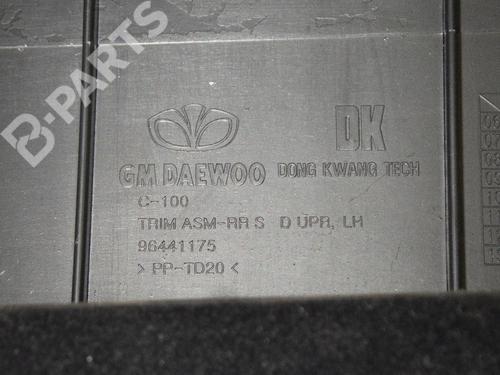 B-PARTS
DK
GM DAEWOO DONG KWANG TECH
C-100
TRIM ASM-RR S D UPR, LH
96441175
> PP-TD20 <